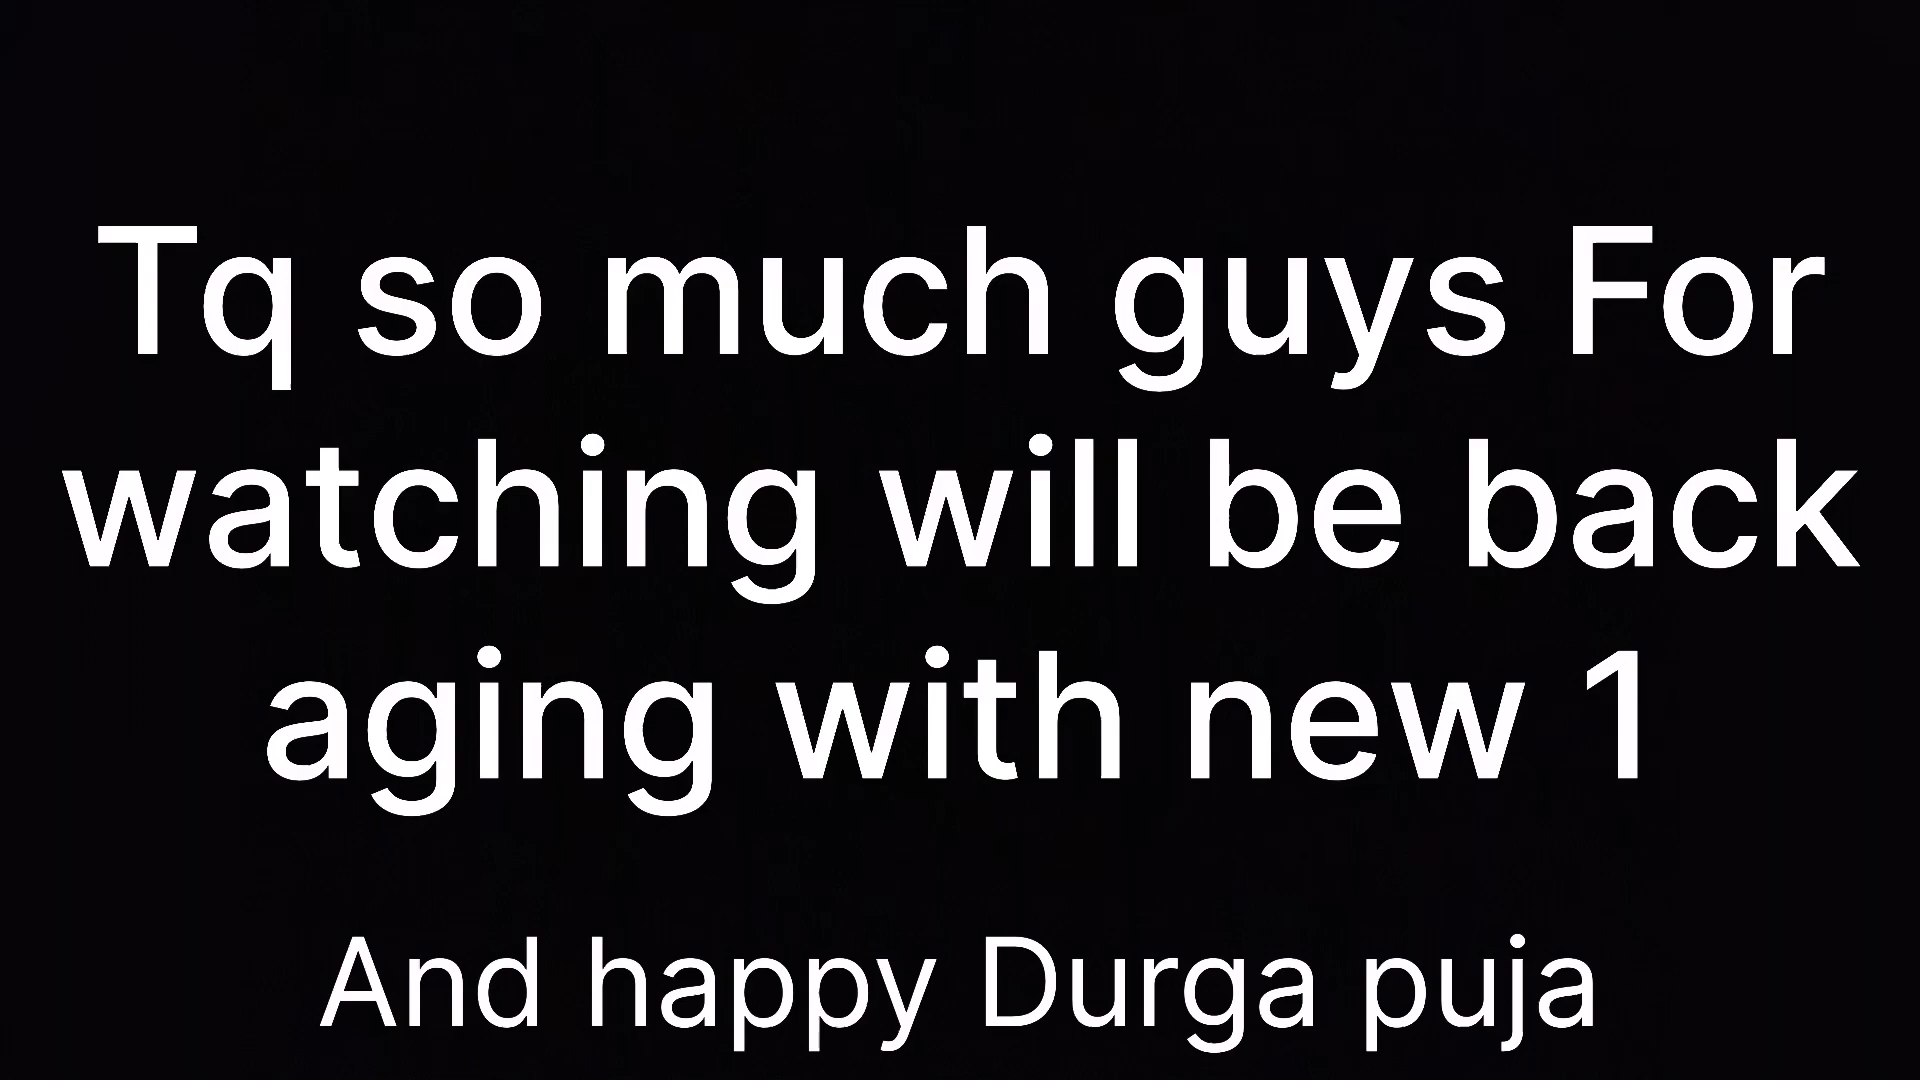 Tq so much guys For
watching will be back
aging with new 1
And happy Durga puja